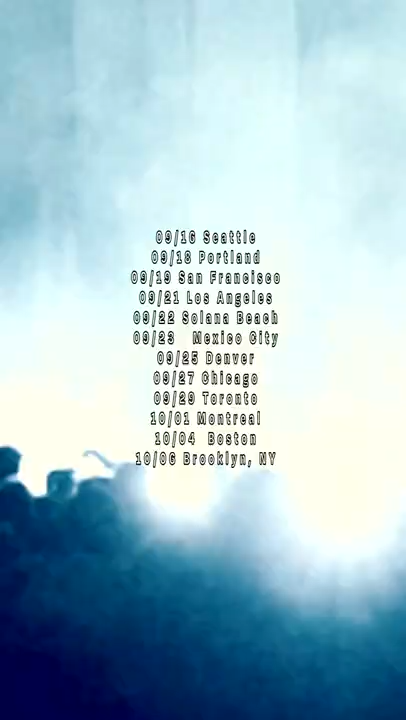 09/16 Seattle
09/18 Portland
09/19 San Francisco
09/21 Los Angeles
09/22 Solana Beach
09/23 Mexico City
09/25 Denver
09/27 Chicago
09/29 Toronto
10/01 Montreal
10/04 Boston
10/06 Brooklyn, NY